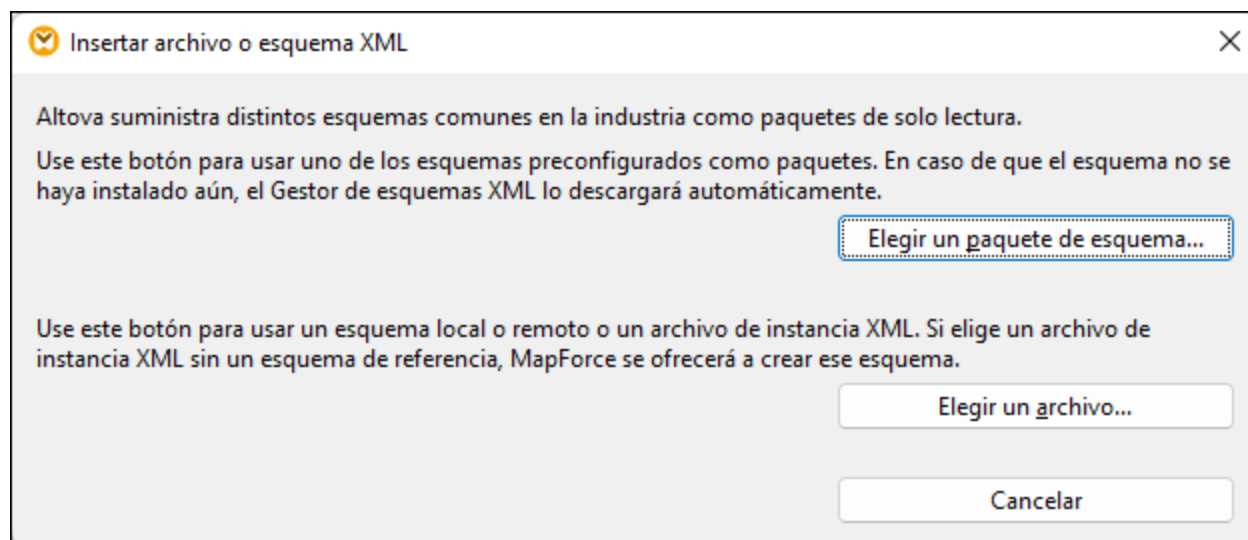 Insertar archivo o esquema XML
Altova suministra distintos esquemas comunes en la industria como paquetes de solo lectura.
Use este botón para usar uno de los esquemas preconfigurados como paquetes. En caso de que el esquema no se
haya instalado aún, el Gestor de esquemas XML lo descargará automáticamente.
Elegir un paquete de esquema...
Use este botón para usar un esquema local o remoto o un archivo de instancia XML. Si elige un archivo de
instancia XML sin un esquema de referencia, MapForce se ofrecerá a crear ese esquema.
Elegir un archivo...
Cancelar